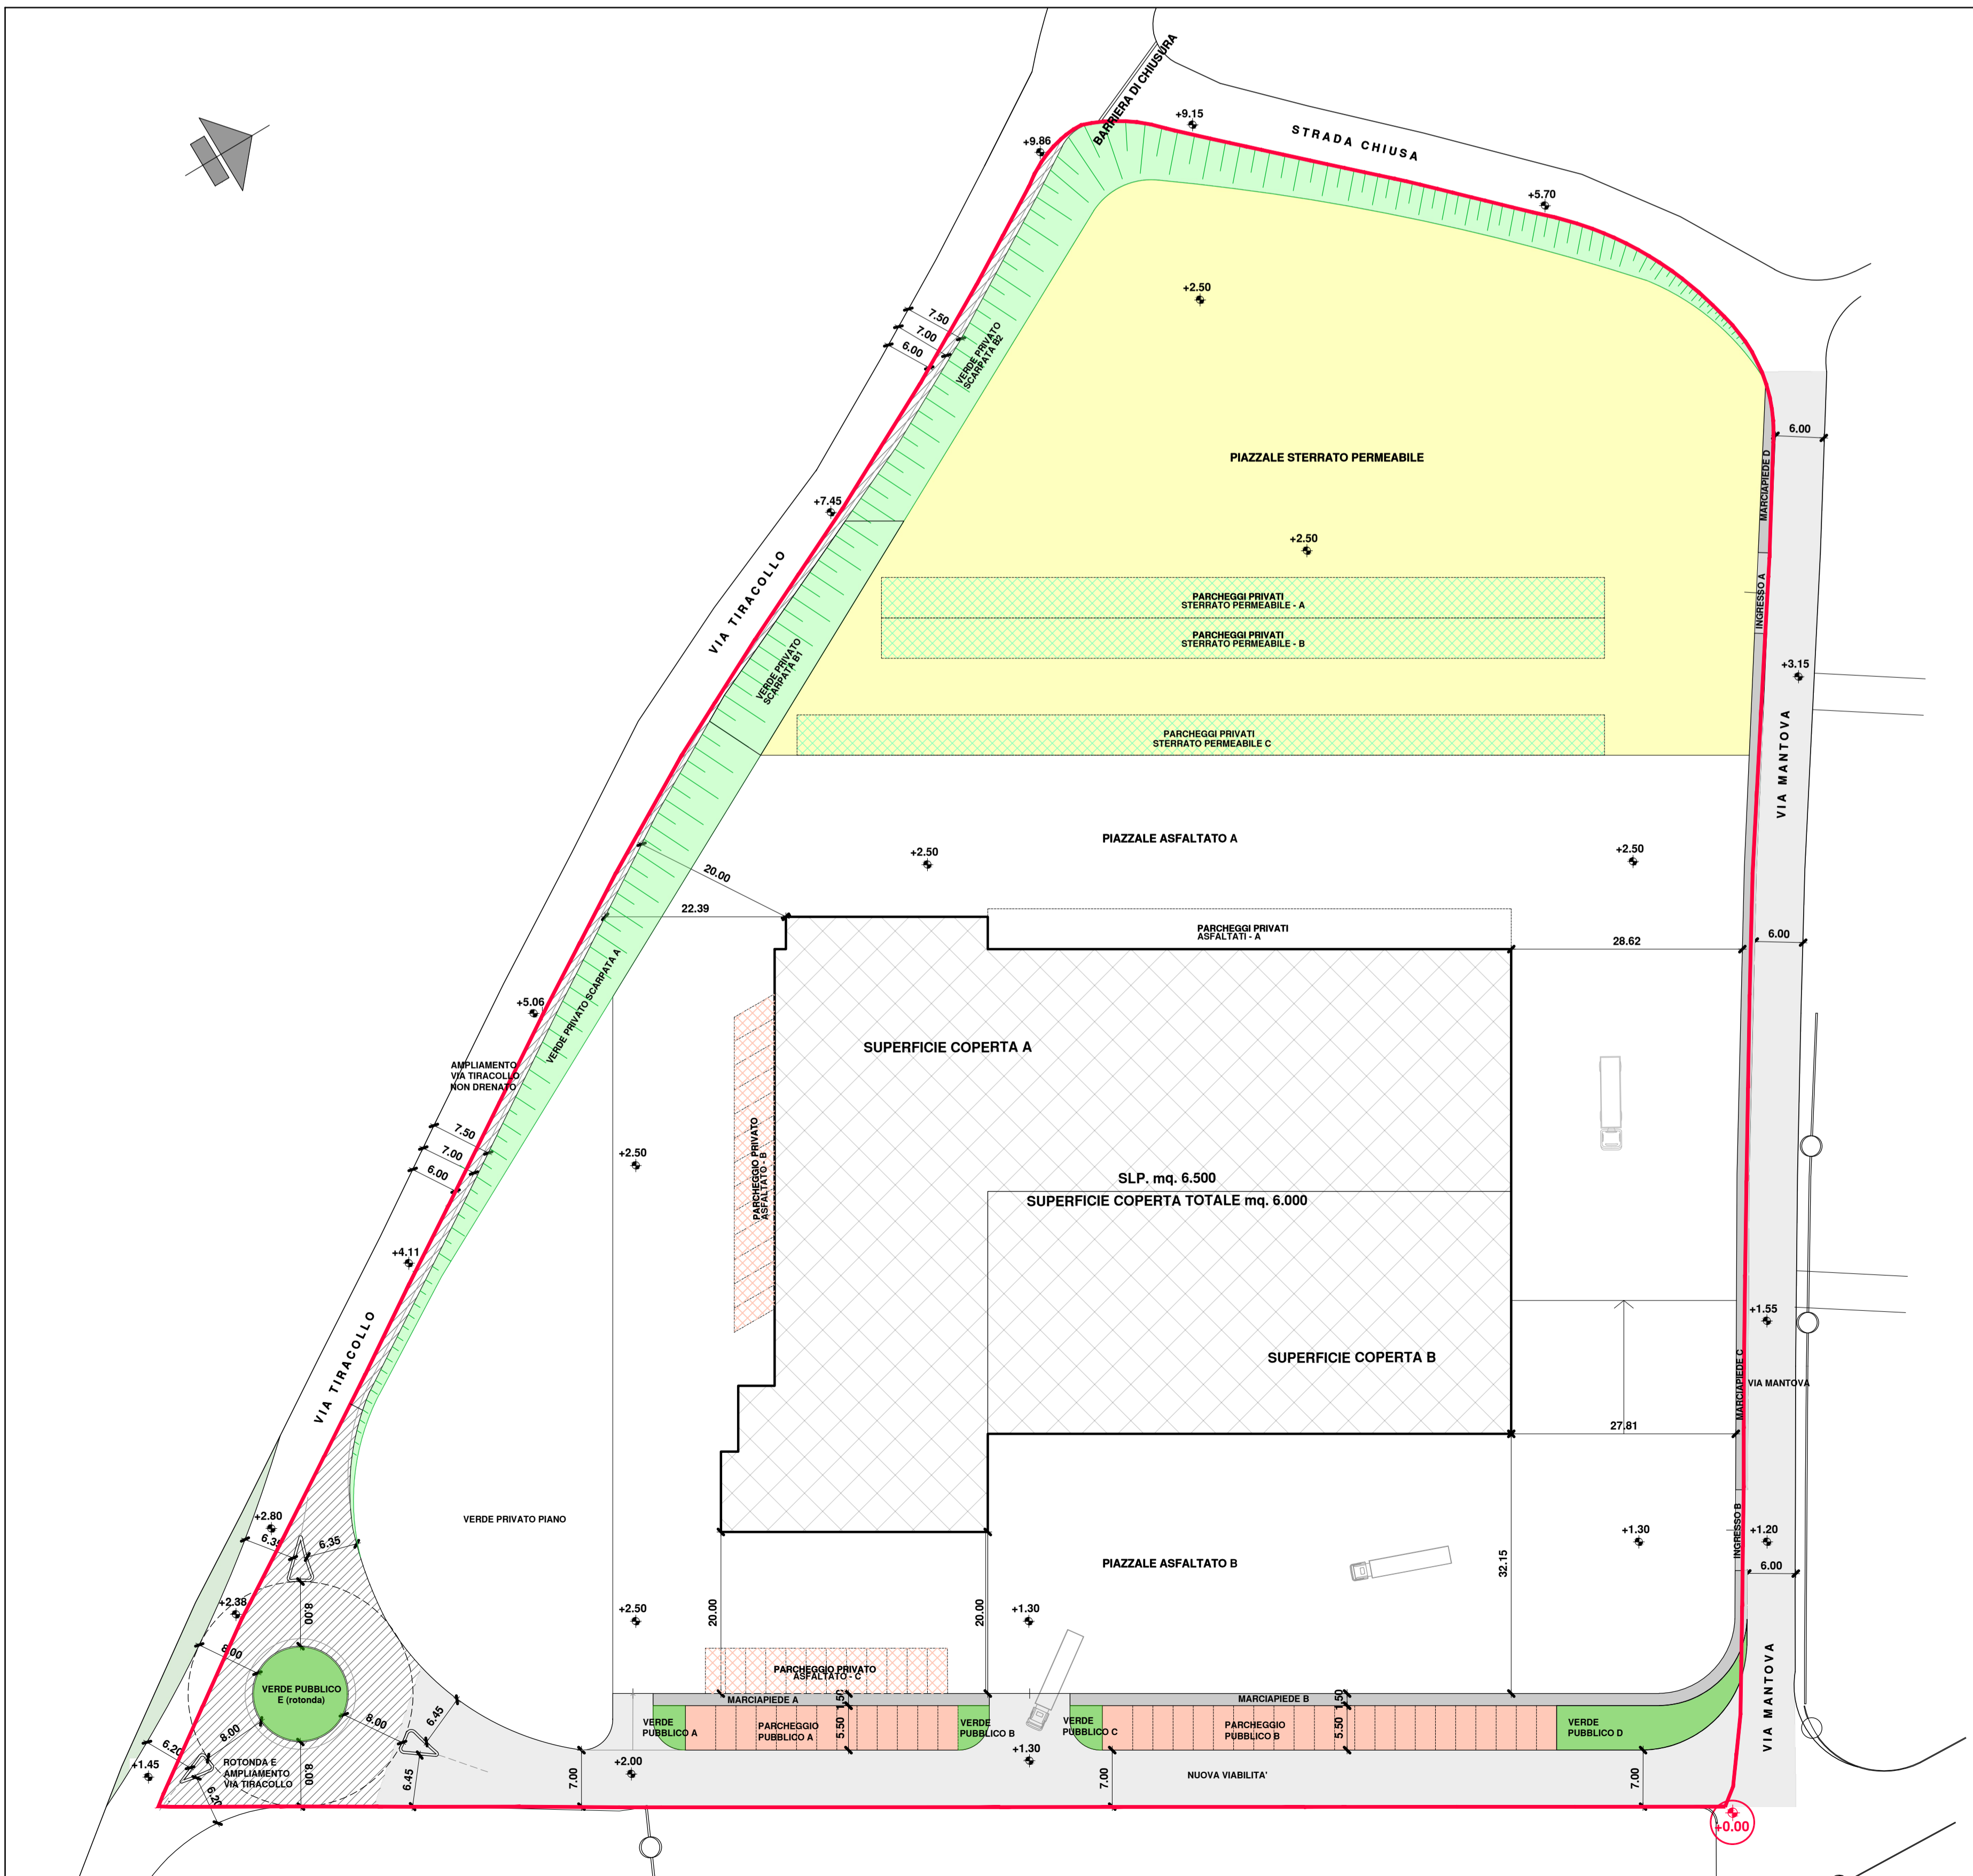 BARRIERA DI CHIUSURA
+9.15
STRADA CHIUSA
+9.86
+5.70
+2.50
7.50
7.00
6.00
VERDE PRIVATO
SCARPATA B2
6.00
PIAZZALE STERRATO PERMEABILE
MARCIAPIEDE D
+7.45
+2.50
VIA TIRACOLLO
PARCHEGGI PRIVATI
STERRATO PERMEABILE - A
INGRESSO A
PARCHEGGI PRIVATI
STERRATO PERMEABILE - B
VERDE PRIVATO
SCARPATA B1
+3.15
PARCHEGGI PRIVATI
STERRATO PERMEABILE C
VIA MANTOVA
PIAZZALE ASFALTATO A
+2.50
+2.50
20.00
22.39
PARCHEGGI PRIVATI
ASFALTATI - A
28.62
6.00
VERDE PRIVATO SCARPATA A
+5.06
SUPERFICIE COPERTA A
AMPLIAMENTO
VIA TIRACOLLO
NON DRENATO
7.50
7.00
6.00
+2.50
PARCHEGGIO PRIVATO
ASFALTATO - B
SLP. mq. 6.500
SUPERFICIE COPERTA TOTALE mq. 6.000
+4.11
+1.55
SUPERFICIE COPERTA B
MARCIAPIEDE C
VIA MANTOVA
VIA TIRACOLLO
27.81
+2.80
6.35
6.35
VERDE PRIVATO PIANO
PIAZZALE ASFALTATO B
32.15
+1.30
INGRESSO B
+1.20
6.00
+2.38
8.00
8.00
+2.50
20.00
20.00
+1.30
VERDE PUBBLICO
E (rotonda)
PARCHEGGIO PRIVATO
ASFALTATO - C
MARCIAPIEDE A
1.50
MARCIAPIEDE B
1.50
VIA MANTOVA
8.00
8.00
6.45
VERDE
PUBBLICO A
PARCHEGGIO
PUBBLICO A
5.50
VERDE
PUBBLICO B
VERDE
PUBBLICO C
PARCHEGGIO
PUBBLICO B
5.50
VERDE
PUBBLICO D
6.20
+1.45
ROTONDA E
AMPLIAMENTO
VIA TIRACOLLO
8.00
6.20
6.45
7.00
+2.00
+1.30
7.00
NUOVA VIABILITA'
7.00
+0.00